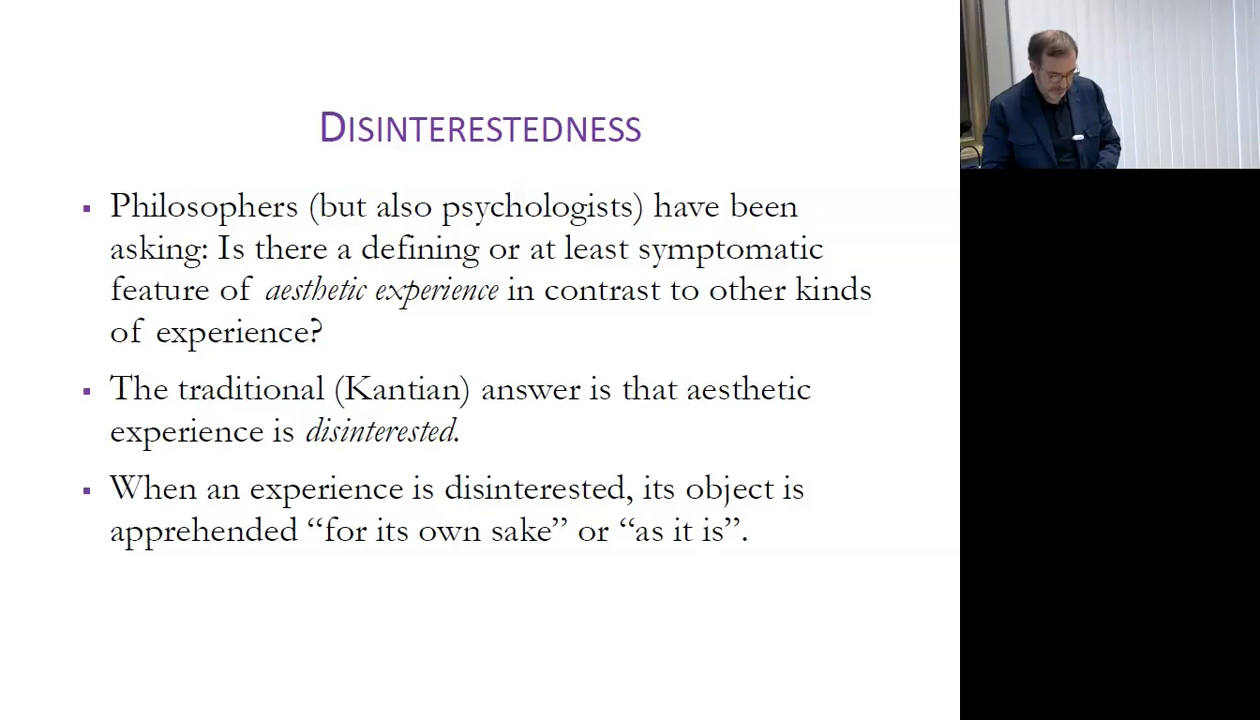 DISINTERESTEDNESS
▪ Philosophers (but also psychologists) have been
asking: Is there a defining or at least symptomatic
feature of aesthetic experience in contrast to other kinds
of experience?
▪ The traditional (Kantian) answer is that aesthetic
experience is disinterested.
▪ When an experience is disinterested, its object is
apprehended “for its own sake” or “as it is”.